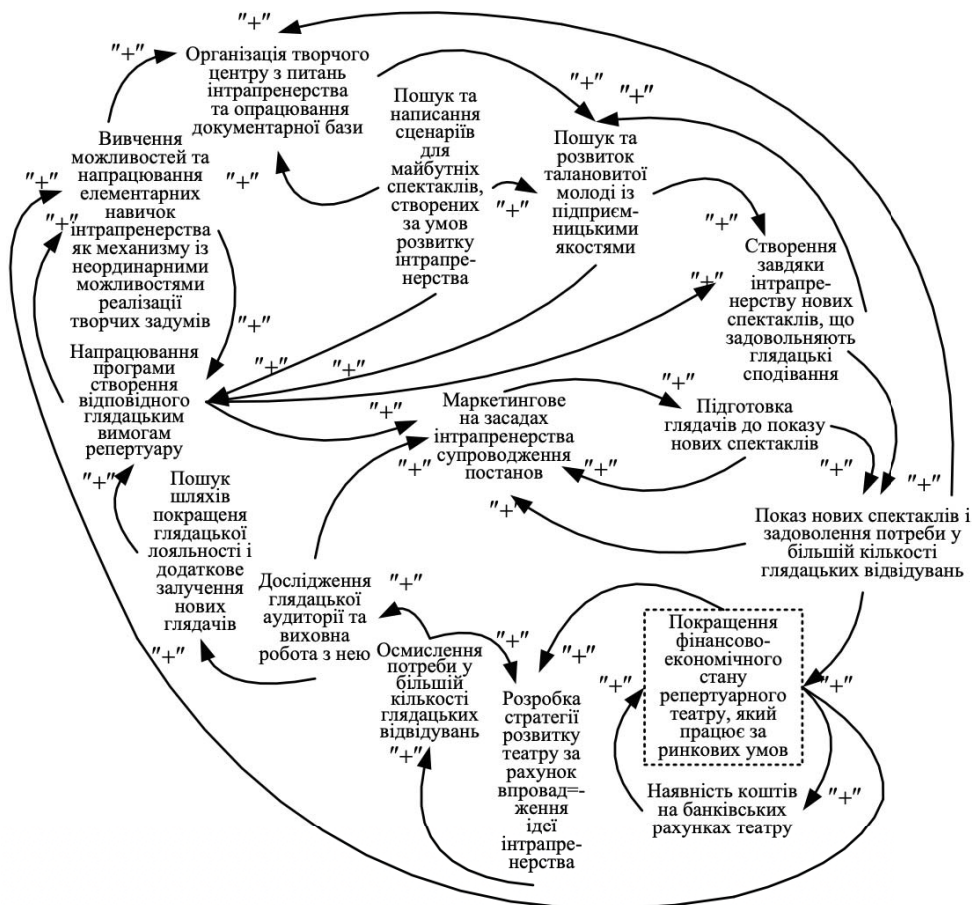 "+"
"+"
Організація творчого
центру з питань
інтрапренерства
та опрацювання
документарної бази
"+"
"+"
"+"
Вивчення
можливостей та
напрацювання
елементарних
навичок
інтрапренерства
як механізму із
неординарними
можливостями
реалізації
творчих задумів
"+"
"+"
"+"
Пошук та
написання
сценаріїв
для
майбутніх
спектаклів,
створених
за умов
розвитку
інтрапре-
нерства
"+"
Пошук та
розвиток
талановитої
молоді із
підприєм-
ницькими
якостями
"+"
"+"
Створення
завдяки
інтрапре-
нерству нових
спектаклів, що
задовольняють
глядацькі
сподівання
"+"
Напрацювання
програми
створення
відповідного
глядацьким
вимогам
репертуару
"+"
"+"
"+"
"+"
Маркетингове
на засадах
інтрапренерства
супроводження
постанов
"+"
"+"
Підготовка
глядачів до показу
нових спектаклів
"+"
"+"
"+"
"+"
"+"
Пошук
шляхів
покращеня
глядацької
лояльності і
додаткове
залучення
нових
глядачів
"+"
Показ нових спектаклів і
задоволення потреби у
більшій кількості
глядацьких відвідувань
Дослідження
глядацької
аудиторії та
виховна
робота з нею
"+"
"+"
Осмислення
потреби у
більшій
кількості
глядацьких
відвідувань
"+"
"+"
Розробка
стратегії
розвитку
театру за
рахунок
впровад=-
ження
ідеї
інтрапре-
нерства
Покращення
фінансово-
економічного
стану
репертуарного
театру, який
працює за
ринкових умов
"+"
"+"
Наявність коштів
на банківських
рахунках театру
"+"